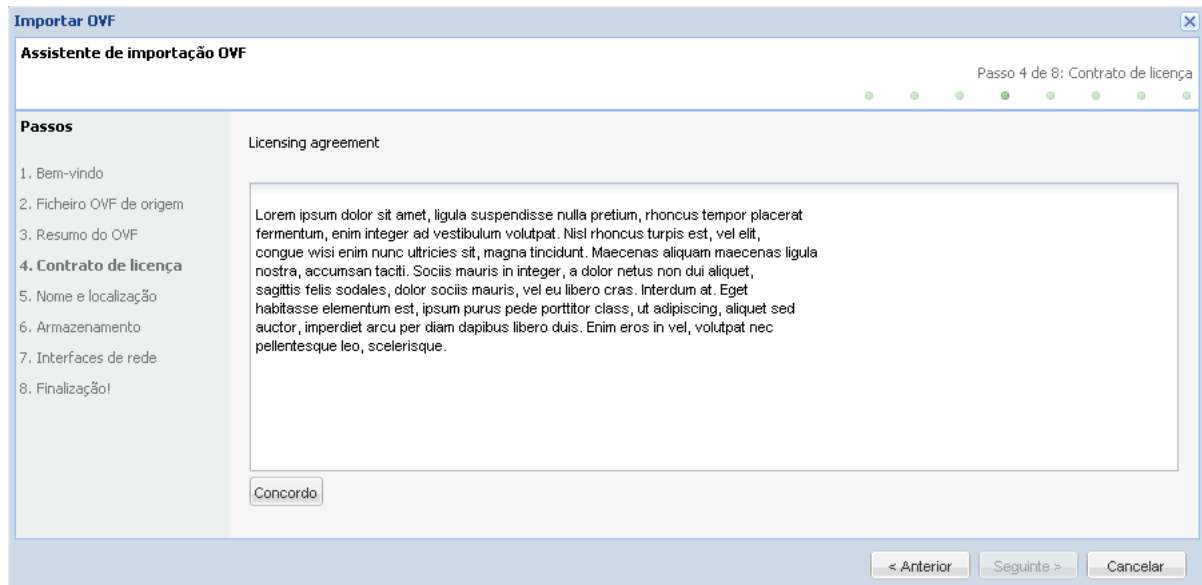 Importar OVF
Assistente de importação OVF
Passo 4 de 8: Contrato de licença
Passos
1. Bem-vindo
2. Ficheiro OVF de origem
3. Resumo do OVF
4. Contrato de licença
5. Nome e localização
6. Armazenamento
7. Interfaces de rede
8. Finalização!
Licensing agreement
Lorem ipsum dolor sit amet, ligula suspendisse nulla pretium, rhoncus tempor placerat
fermentum, enim integer ad vestibulum volutpat. Nisl rhoncus turpis est, vel elit,
congue wisi enim nunc ultricies sit, magna tincidunt. Maecenas aliquam maecenas ligula
nostra, accumsan taciti. Sociis mauris in integer, a dolor netus non dui aliquet,
sagittis felis sodales, dolor sociis mauris, vel eu libero cras. Interdum at. Eget
habitasse elementum est, ipsum purus pede porttitor class, ut adipiscing, aliquet sed
auctor, imperdiet arcu per diam dapibus libero duis. Enim eros in vel, volutpat nec
pellentesque leo, scelerisque.
Concordo
< Anterior
Seguinte >
Cancelar